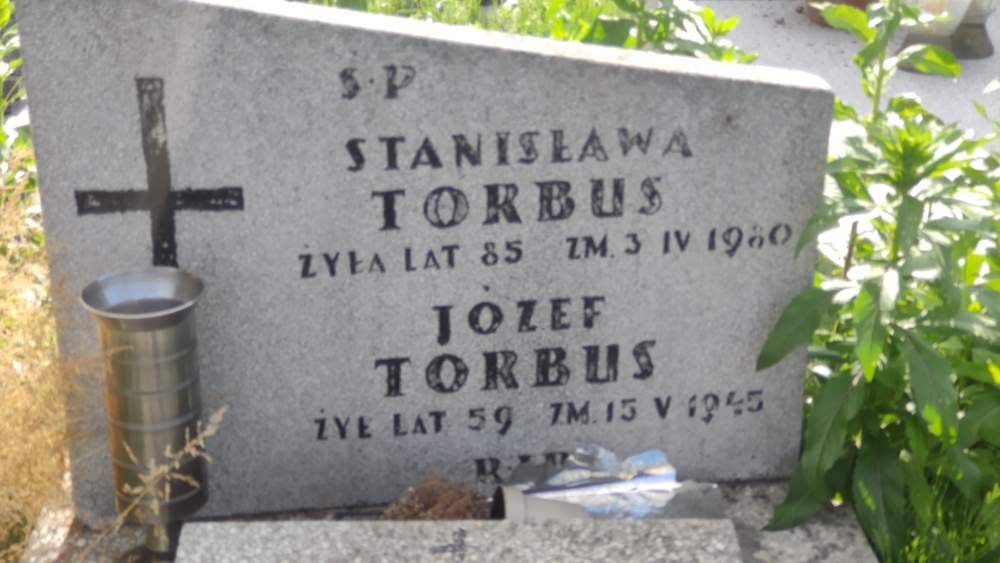 S.P
STANISŁAWA
TORBUS
ŻYŁA LAT 85 ZM. 3 IV 1980
JÓZEF
TORBUS
ŻYŁ LAT 59 ZM. 15 V 1945